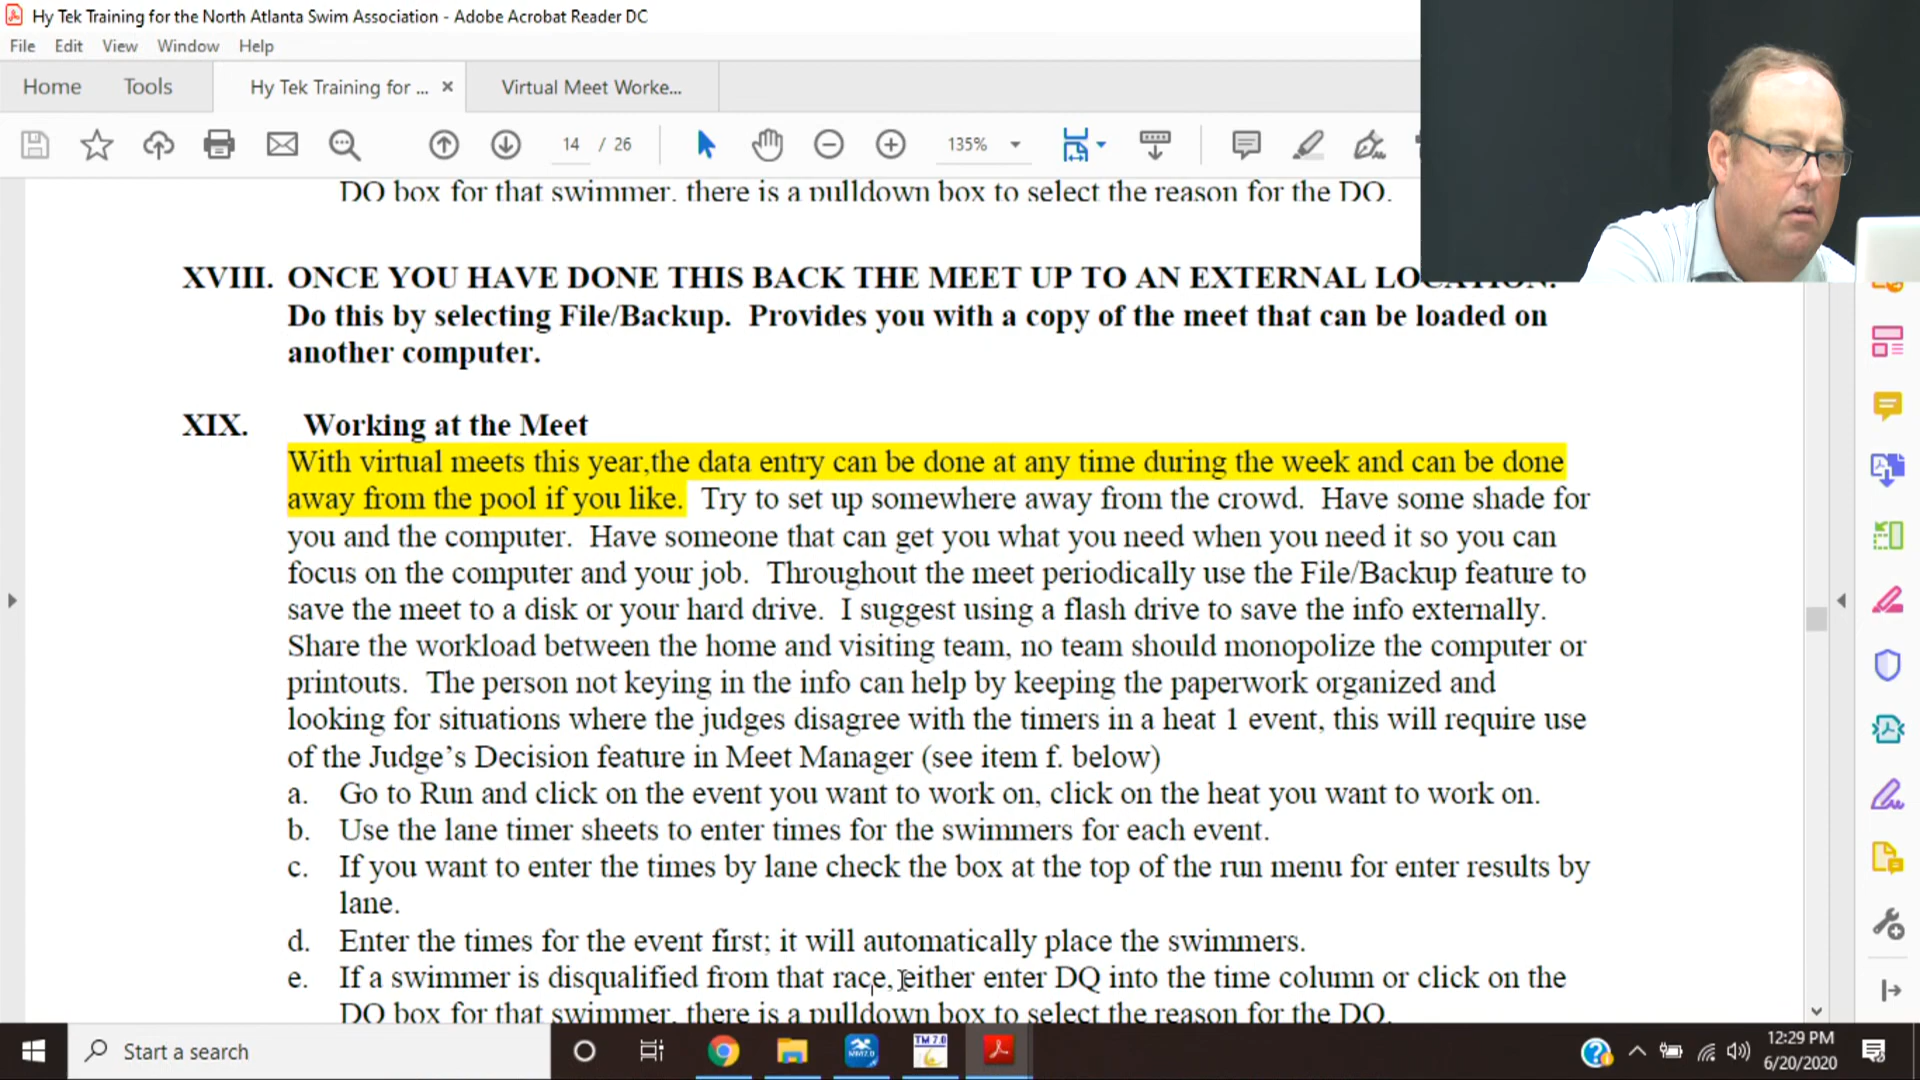 Hy Tek Training for the North Atlanta Swim Association - Adobe Acrobat Reader DC
File Edit View Window Help
Home Tools Hy Tek Training for ... × Virtual Meet Worke...
14 / 26 135%
DQ box for that swimmer, there is a pulldown box to select the reason for the DQ.
XVIII. ONCE YOU HAVE DONE THIS BACK THE MEET UP TO AN EXTERNAL LOCATION.
Do this by selecting File/Backup. Provides you with a copy of the meet that can be loaded on
another computer.
XIX. Working at the Meet
With virtual meets this year,the data entry can be done at any time during the week and can be done
away from the pool if you like. Try to set up somewhere away from the crowd. Have some shade for
you and the computer. Have someone that can get you what you need when you need it so you can
focus on the computer and your job. Throughout the meet periodically use the File/Backup feature to
save the meet to a disk or your hard drive. I suggest using a flash drive to save the info externally.
Share the workload between the home and visiting team, no team should monopolize the computer or
printouts. The person not keying in the info can help by keeping the paperwork organized and
looking for situations where the judges disagree with the timers in a heat 1 event, this will require use
of the Judge's Decision feature in Meet Manager (see item f. below)
a. Go to Run and click on the event you want to work on, click on the heat you want to work on.
b. Use the lane timer sheets to enter times for the swimmers for each event.
c. If you want to enter the times by lane check the box at the top of the run menu for enter results by
lane.
d. Enter the times for the event first; it will automatically place the swimmers.
e. If a swimmer is disqualified from that race, either enter DQ into the time column or click on the
DQ box for that swimmer, there is a pulldown box to select the reason for the DQ.
Start a search
MM7.0
TM 7.0
12:29 PM
6/20/2020